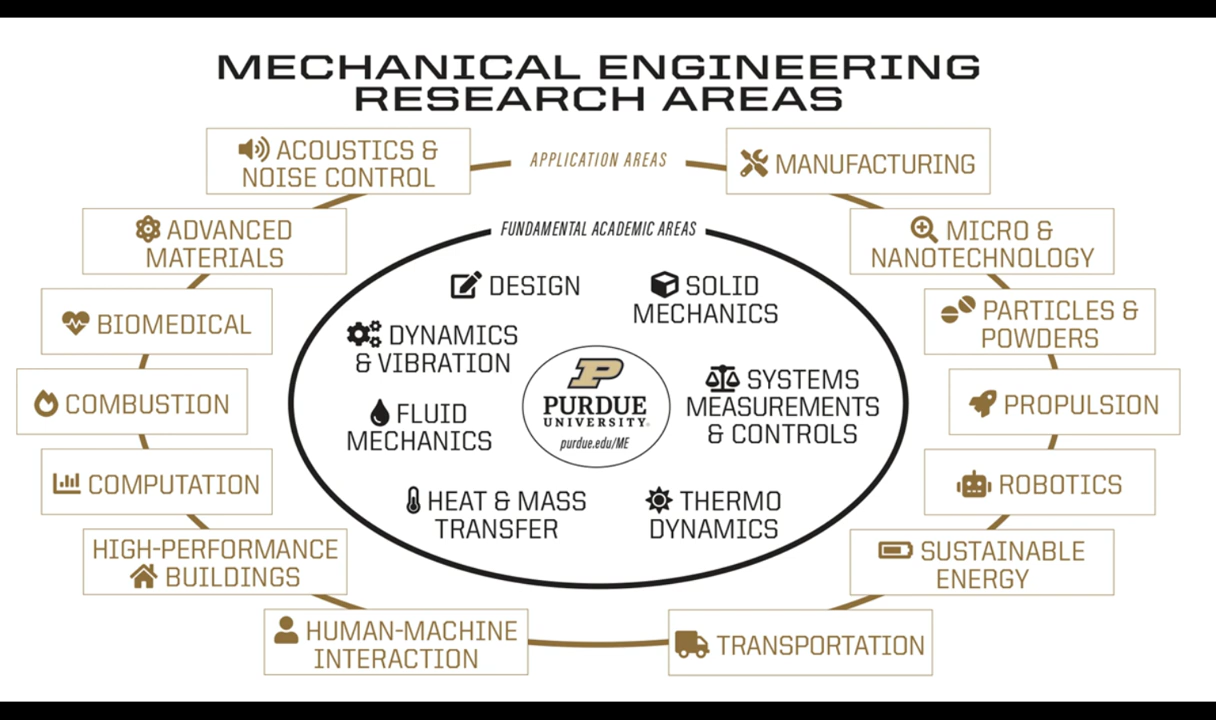 MECHANICAL ENGINEERING
RESEARCH AREAS
APPLICATION AREAS
ACOUSTICS &
NOISE CONTROL
ADVANCED
MATERIALS
BIOMEDICAL
COMBUSTION
COMPUTATION
HIGH-PERFORMANCE
BUILDINGS
HUMAN-MACHINE
INTERACTION
MANUFACTURING
MICRO &
NANOTECHNOLOGY
PARTICLES &
POWDERS
PROPULSION
ROBOTICS
SUSTAINABLE
ENERGY
TRANSPORTATION
FUNDAMENTAL ACADEMIC AREAS
DESIGN
DYNAMICS
& VIBRATION
FLUID
MECHANICS
HEAT & MASS
TRANSFER
SOLID
MECHANICS
SYSTEMS
MEASUREMENTS
& CONTROLS
THERMO
DYNAMICS
P
PURDUE
UNIVERSITY®
purdue.edu/ME